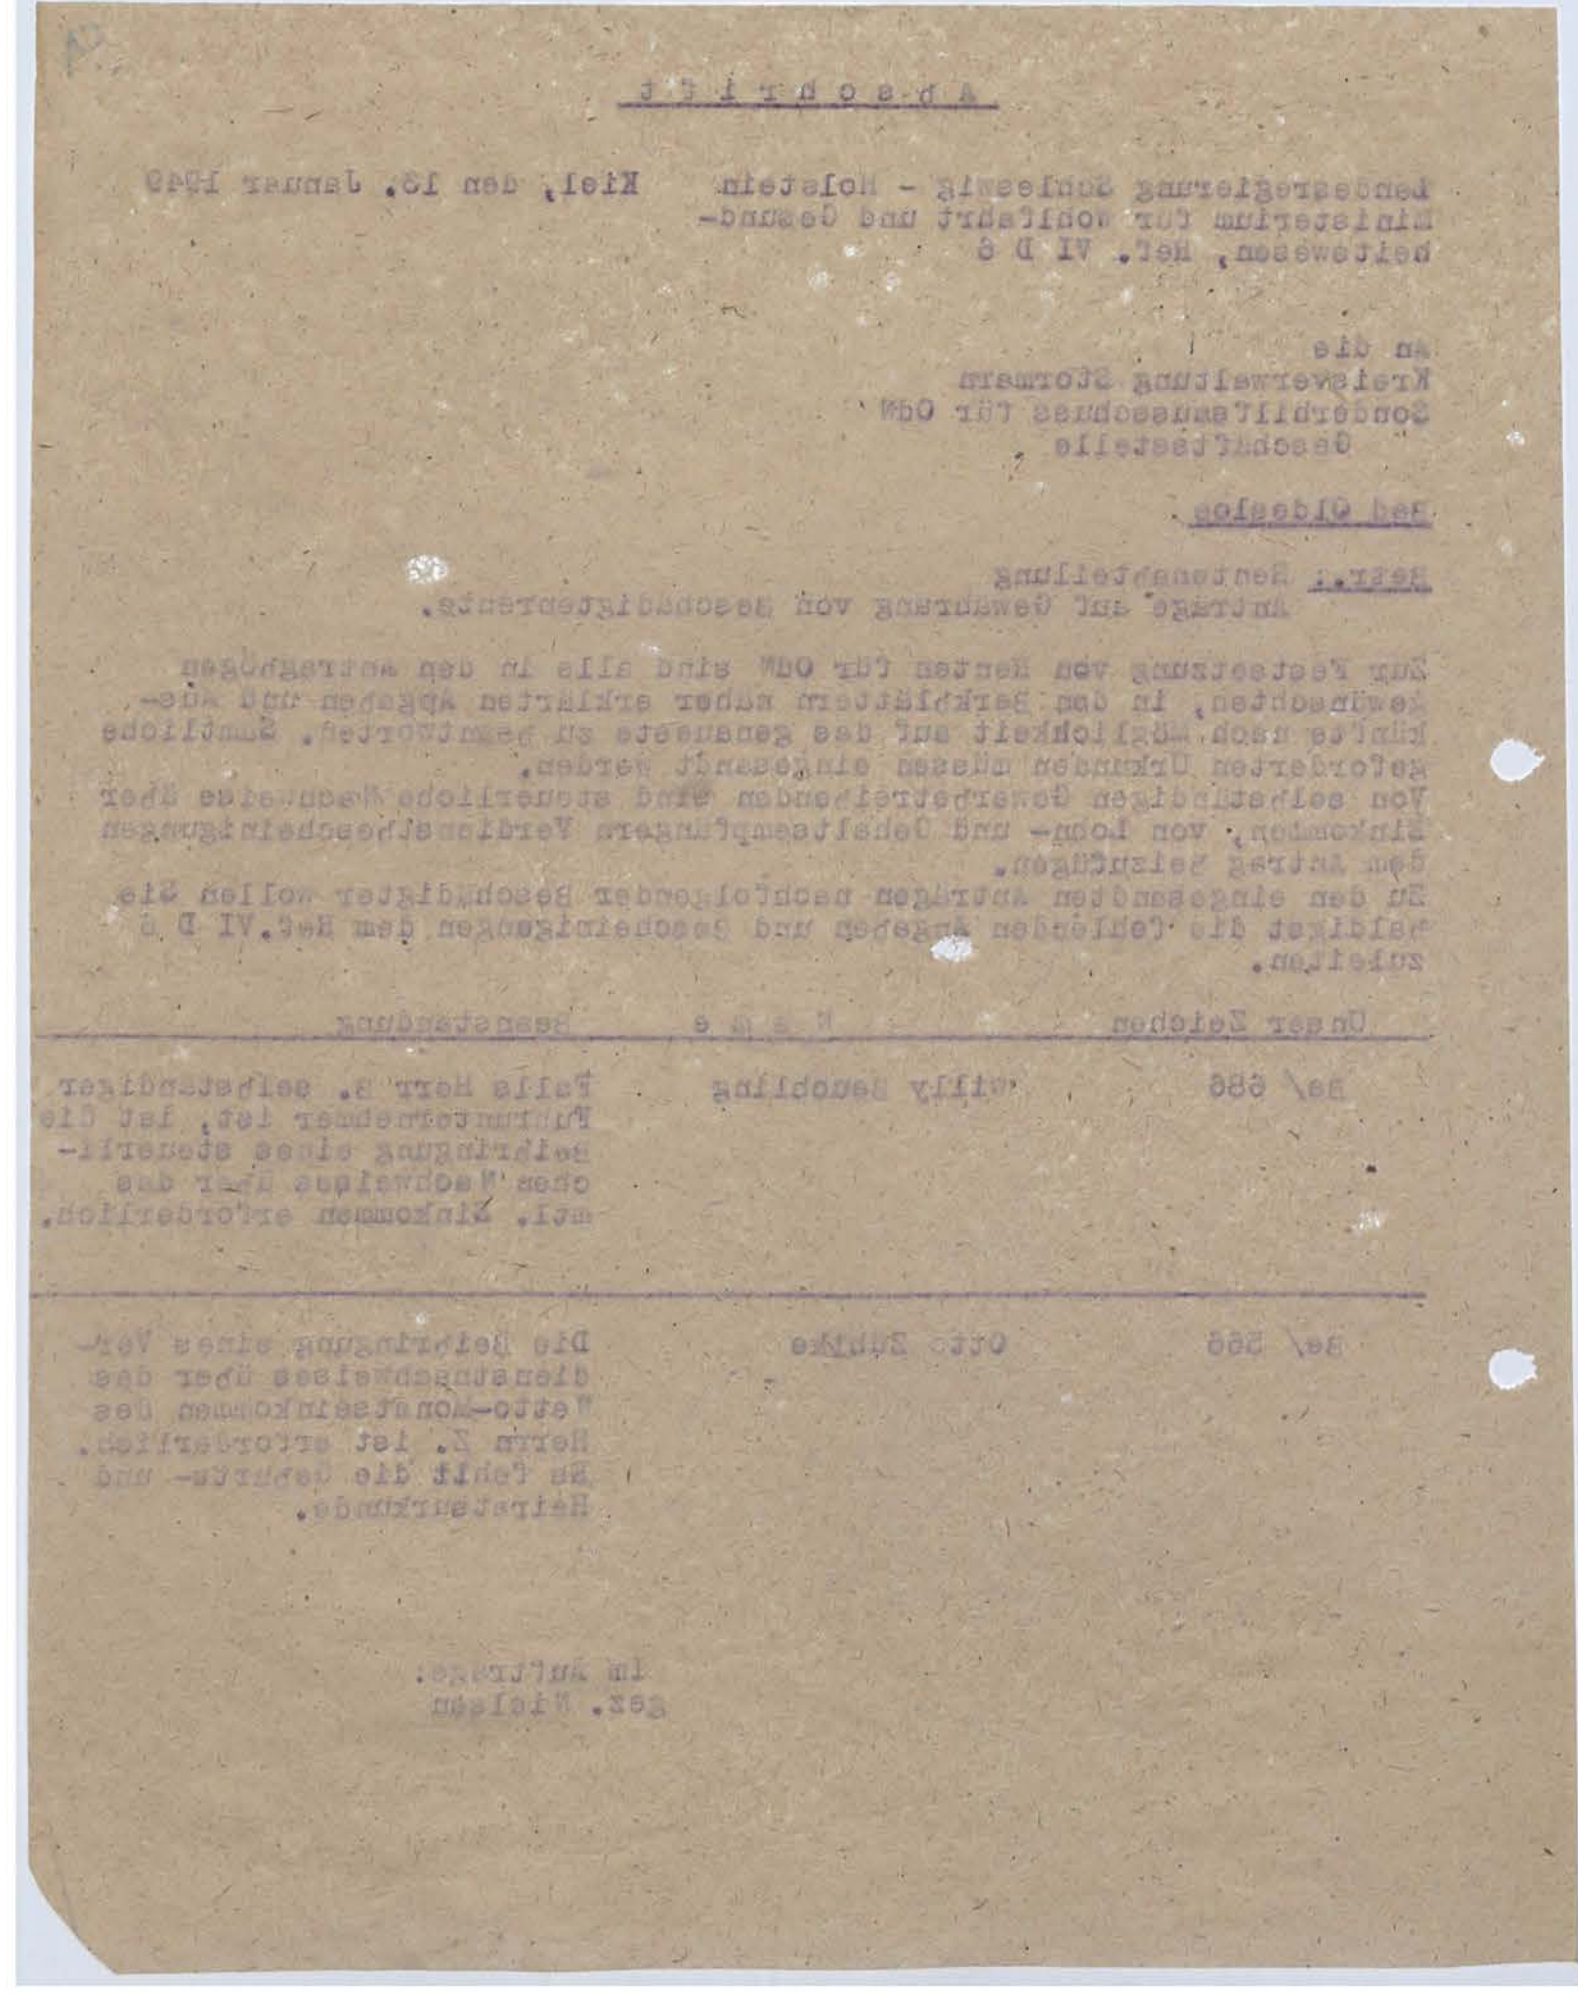 Abschrift
Landesregierung Schleswig - Holstein Kiel, den 13. Januar 1949
Ministerium für Wohlfahrt und Gesund-
heitswesen, Ref. VI D 6
An die
Kreisverwaltung Stormarn
Sonderhilfsausschuss für OdN
Geschäftsstelle
Bad Oldesloe
Betr.: Rentenabteilung
Anträge auf Gewährung von Beschädigtenrente.
Zur Festsetzung von Renten für OdN sind alle in den Antragbögen
gewünschten, in den Merkblättern näher erklärten Angaben und Aus-
künfte nach Möglichkeit auf das genaueste zu beantworten. Sämtliche
geforderten Urkunden müssen eingesandt werden.
Von selbständigen Gewerbetreibenden sind steuerliche Nachweise über
Einkommen, von Lohn- und Gehaltsempfängern Verdienstbescheinigungen
dem Antrag beizufügen.
Zu den eingesandten Anträgen nachfolgender Beschädigter wollen Sie
baldigst die fehlenden Angaben und Bescheinigungen dem Ref.VI D 6
zuleiten.
Unser Zeichen Name Beanstandung
Be/ 686 Willy Beuchling Falls Herr B. selbständiger
Fuhrunternehmer ist, ist die
Beibringung eines steuerli-
chen Nachweises über das
mtl. Einkommen erforderlich.
Be/ 566 Otto Zühlke Die Beibringung eines Ver-
dienstnachweises über das
Netto-Monatseinkommen des
Herrn Z. ist erforderlich.
Es fehlt die Geburts- und
Heiratsurkunde.
Im Auftrage:
gez. Nielsen